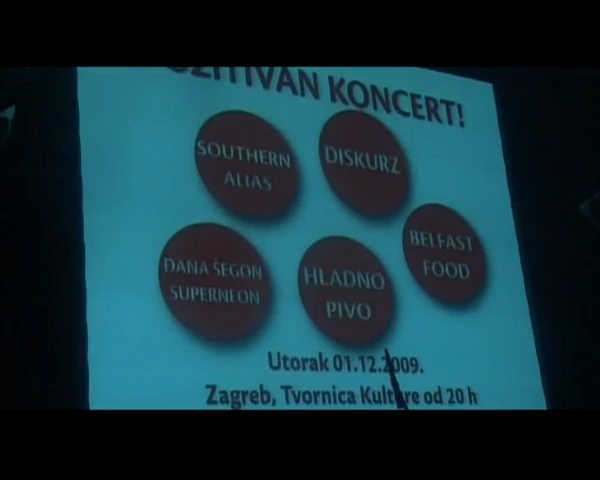 KONCERT!
SOUTHERN
ALIAS
DISKURZ
DANA SEGON
SUPERNEON
HLADNO
PIVO
BELFAST
FOOD
Utorak 01.12.2009.
Zagreb, Tvornica Kulture od 20 h